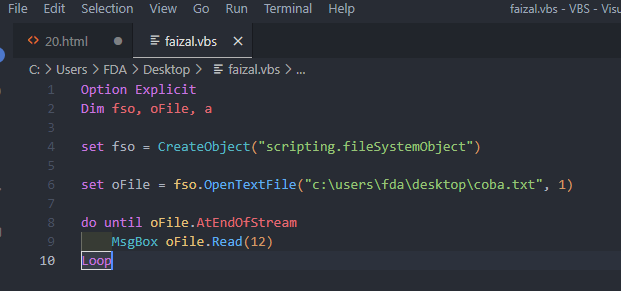 File Edit Selection View Go Run Terminal Help faizal.vbs - VBS - Visu
20.html faizal.vbs
C: > Users > FDA > Desktop > faizal.vbs > ...
1 Option Explicit
2 Dim fso, oFile, a
3
4 set fso = CreateObject("scripting.fileSystemObject")
5
6 set oFile = fso.OpenTextFile("c:\users\fda\desktop\coba.txt", 1)
7
8 do until oFile.AtEndOfStream
9 MsgBox oFile.Read(12)
10 Loop